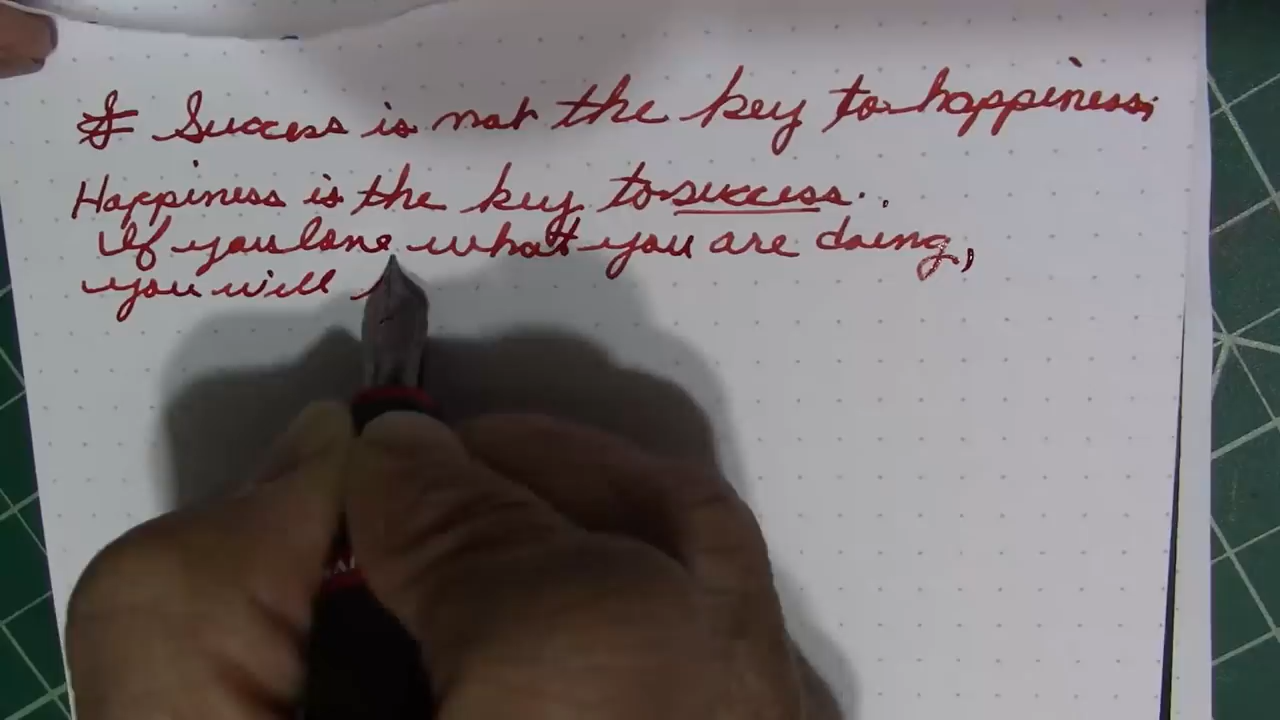 Success is not the key to happiness;
Happiness is the key to success.
If you love what you are doing,
you will